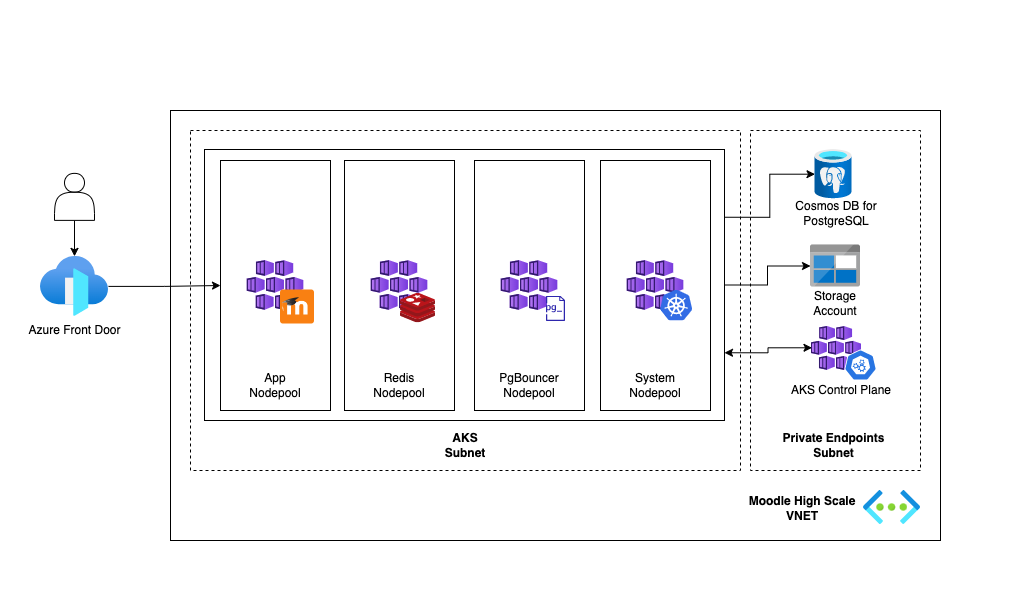 Azure Front Door
App
Nodepool
Redis
Nodepool
pg_
PgBouncer
Nodepool
System
Nodepool
AKS
Subnet
Cosmos DB for
PostgreSQL
Storage
Account
AKS Control Plane
Private Endpoints
Subnet
Moodle High Scale
VNET